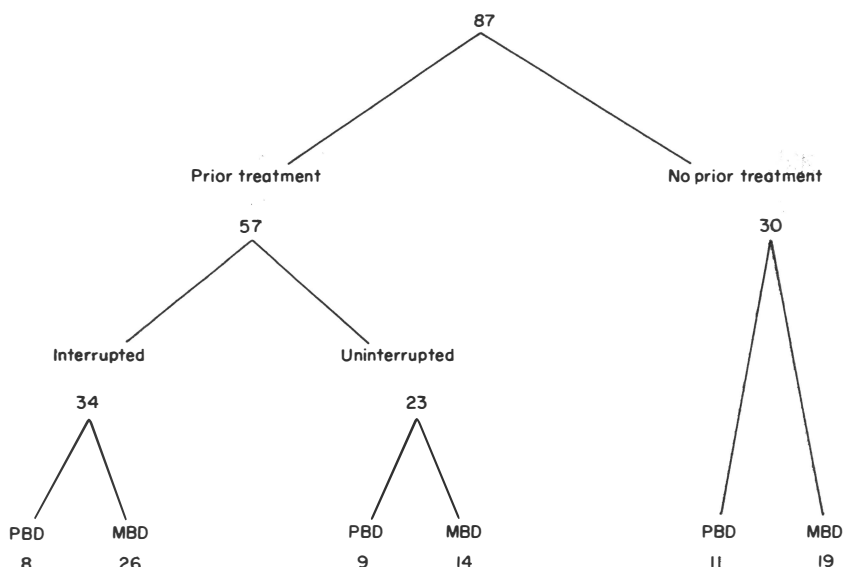 87
Prior treatment No prior treatment
57 30
Interrupted Uninterrupted
34 23
PBD MBD PBD MBD PBD MBD
8 26 9 14 11 19